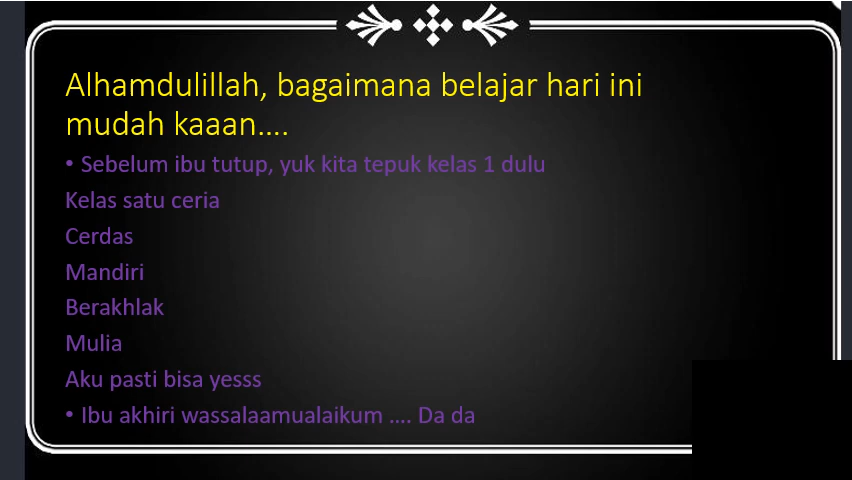 Alhamdulillah, bagaimana belajar hari ini
mudah kaaan....
• Sebelum ibu tutup, yuk kita tepuk kelas 1 dulu
Kelas satu ceria
Cerdas
Mandiri
Berakhlak
Mulia
Aku pasti bisa yesss
• Ibu akhiri wassalaamualaikum .... Da da